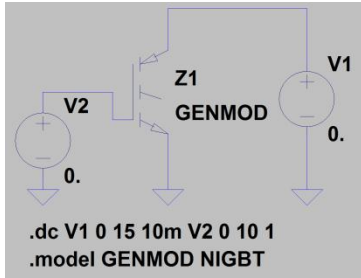 V1
Z1
V2
GENMOD
0.
0.
.dc V1 0 15 10m V2 0 10 1
.model GENMOD NIGBT